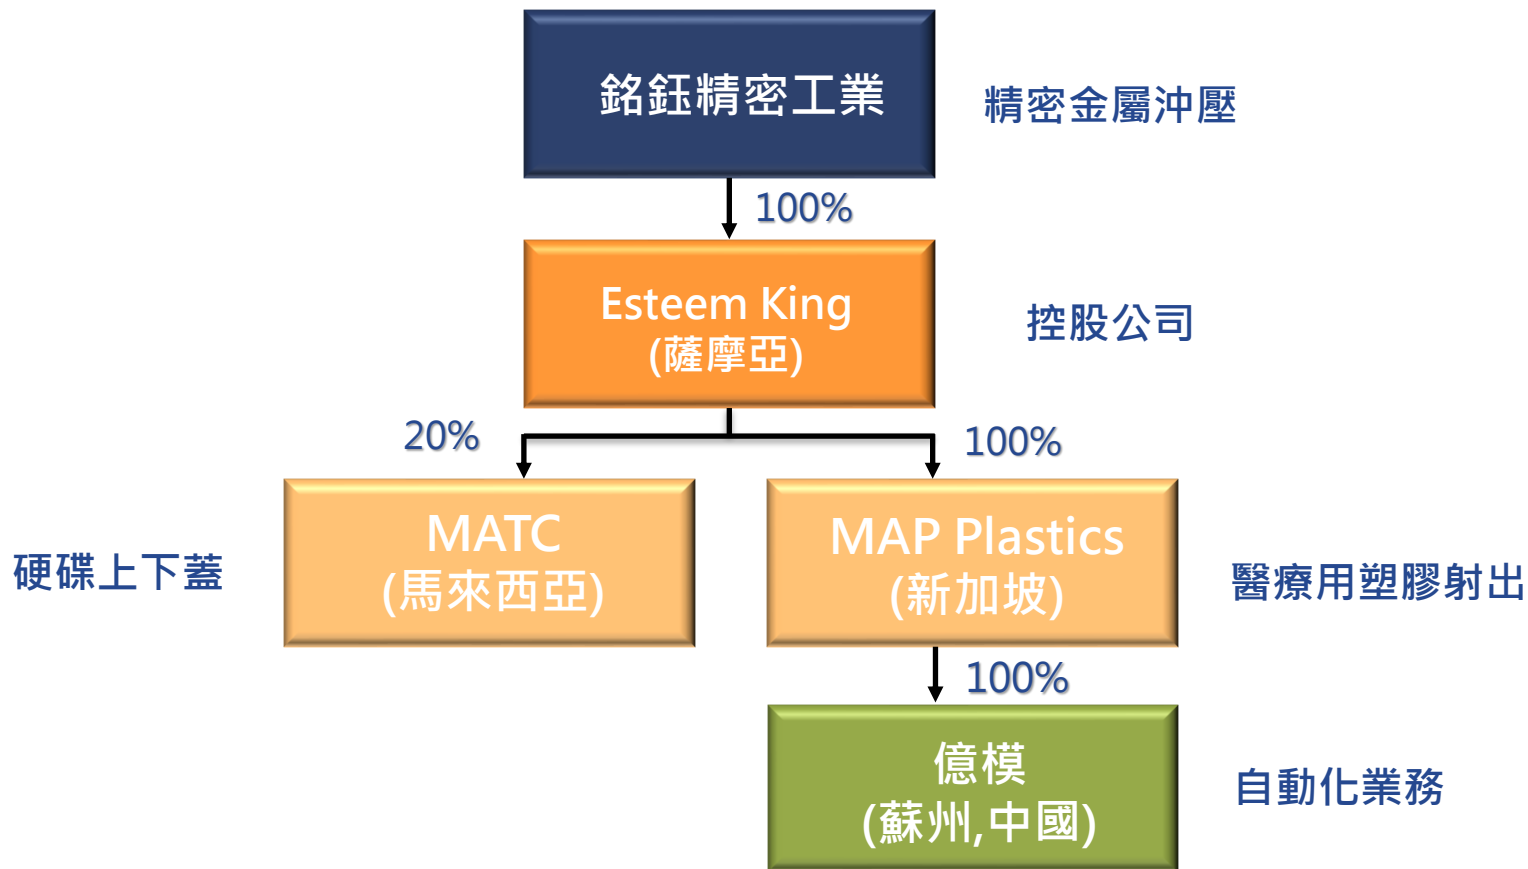 銘鈺精密工業
精密金屬沖壓
100%
Esteem King
(薩摩亞)
控股公司
20%
100%
硬碟上下蓋
MATC
(馬來西亞)
MAP Plastics
(新加坡)
醫療用塑膠射出
100%
億模
(蘇州,中國)
自動化業務